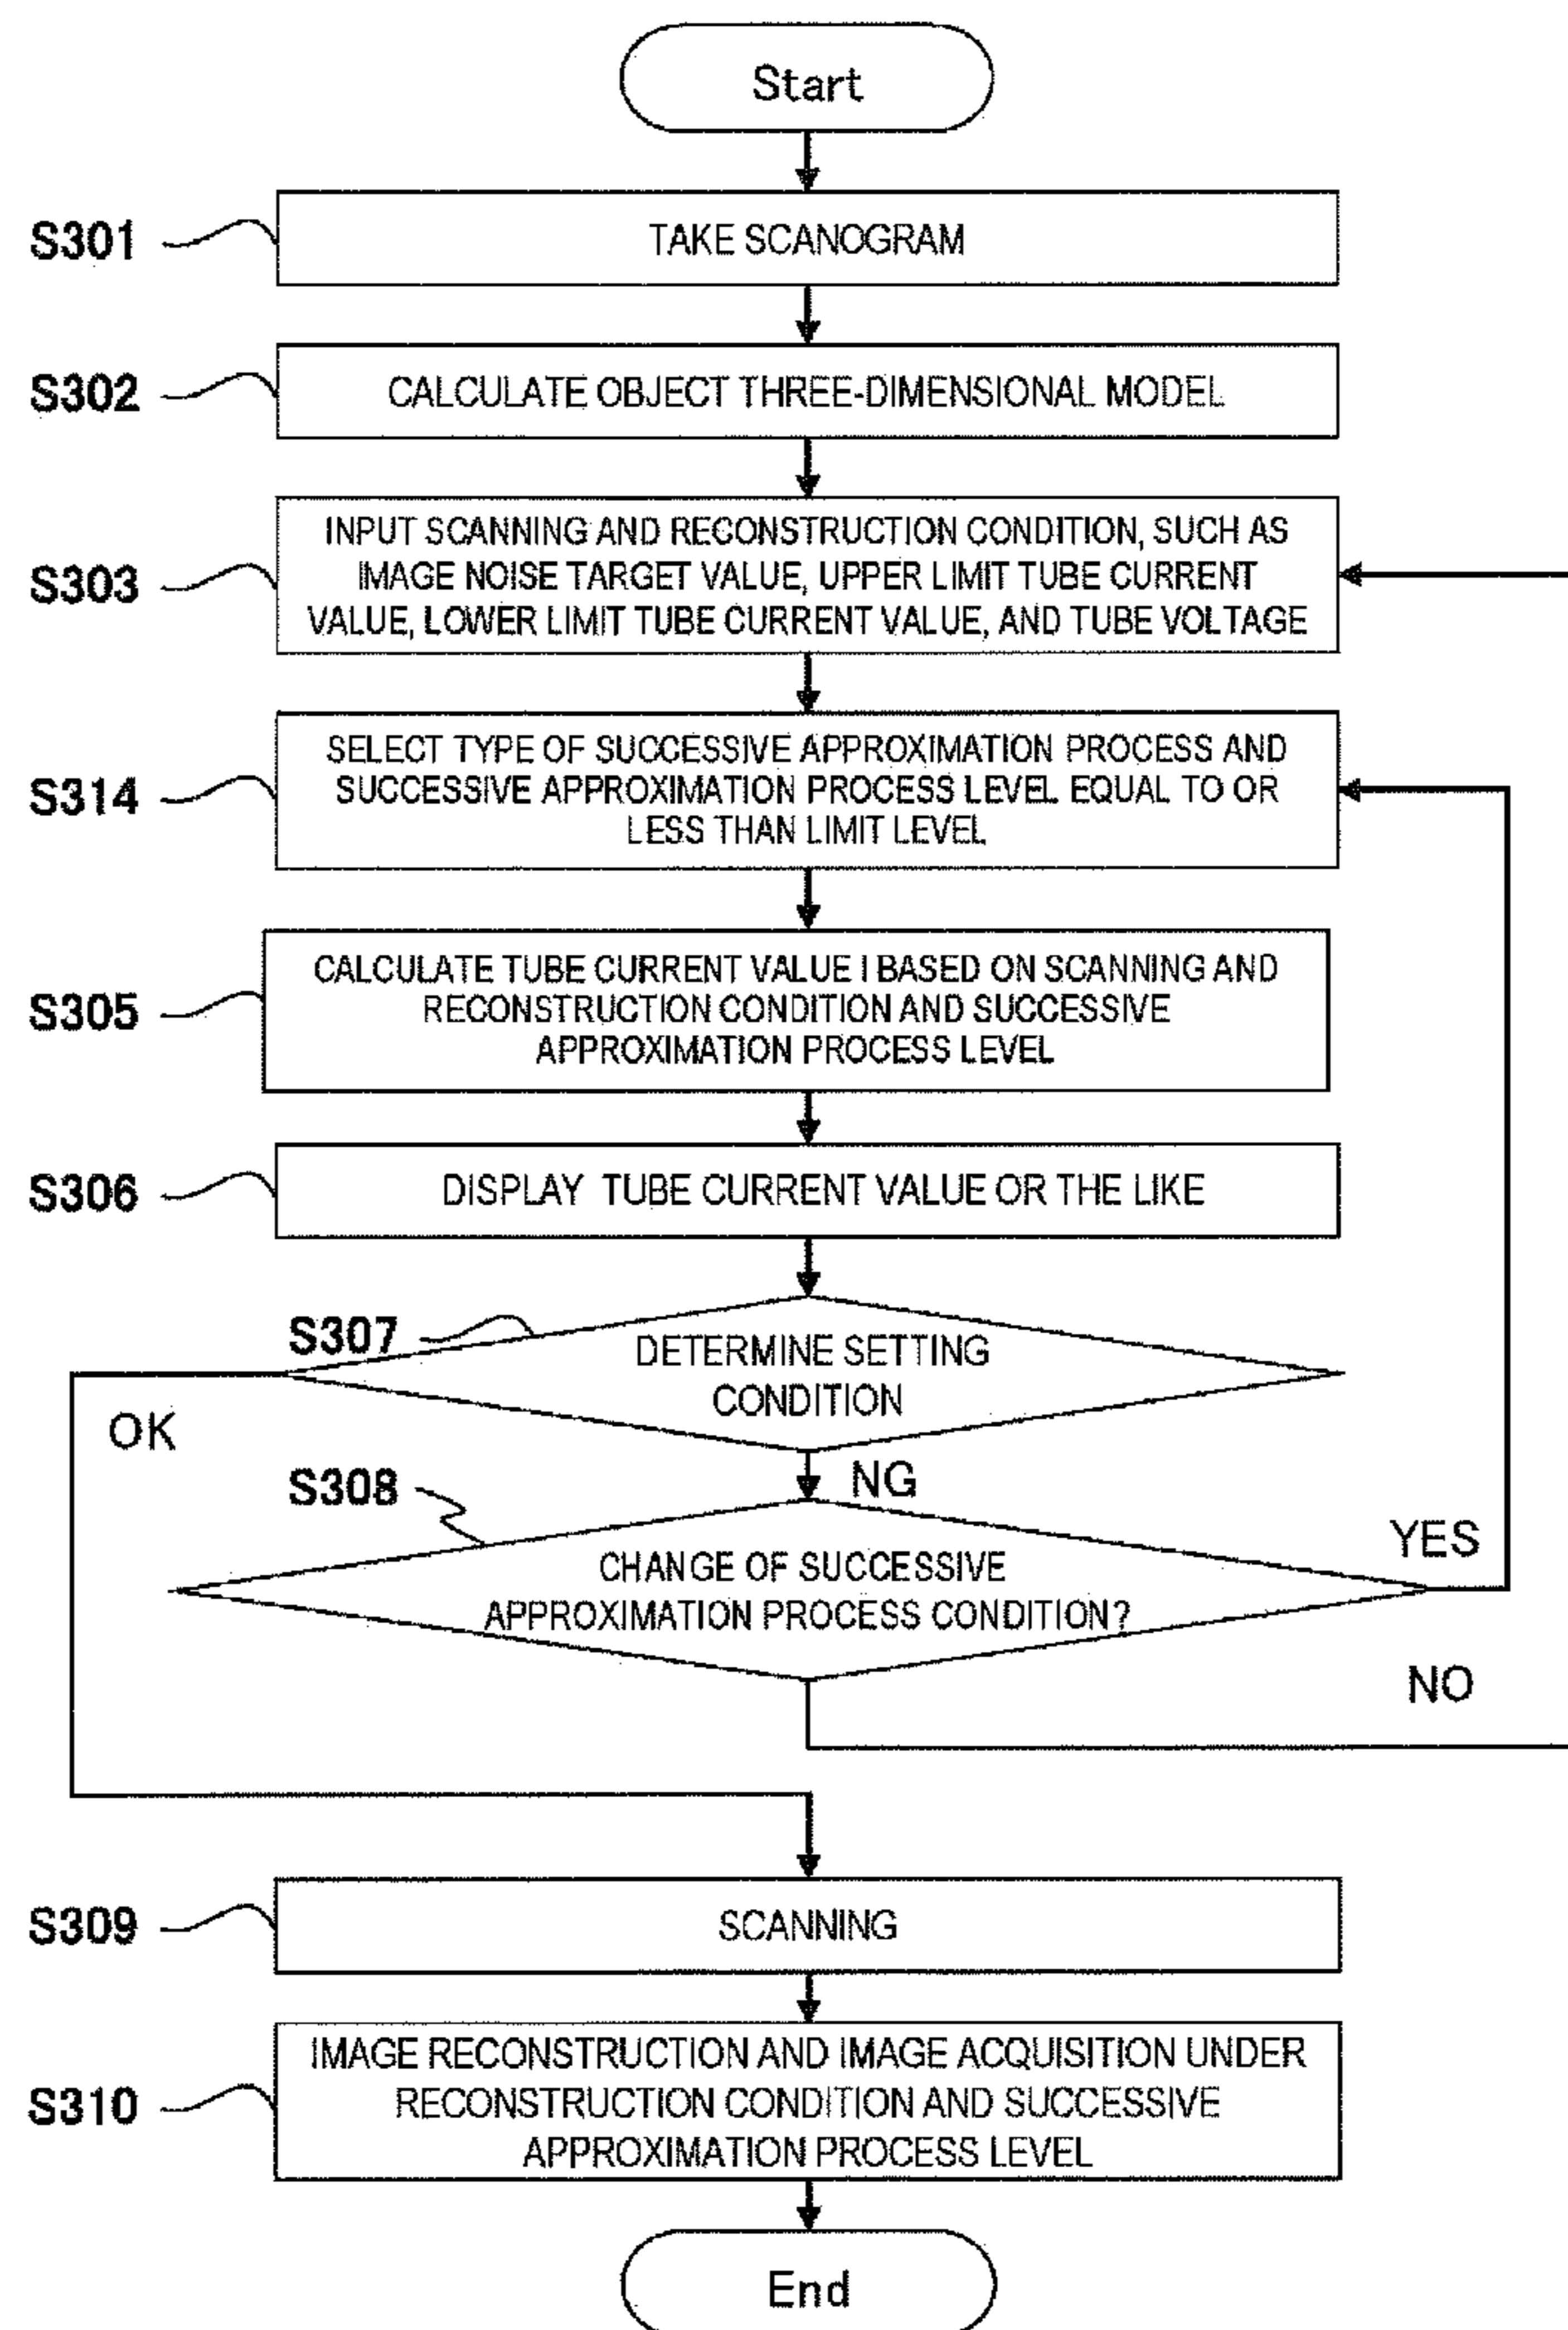 Start
S301
TAKE SCANOGRAM
S302
CALCULATE OBJECT THREE-DIMENSIONAL MODEL
S303
INPUT SCANNING AND RECONSTRUCTION CONDITION, SUCH AS
IMAGE NOISE TARGET VALUE, UPPER LIMIT TUBE CURRENT
VALUE, LOWER LIMIT TUBE CURRENT VALUE, AND TUBE VOLTAGE
S314
SELECT TYPE OF SUCCESSIVE APPROXIMATION PROCESS AND
SUCCESSIVE APPROXIMATION PROCESS LEVEL EQUAL TO OR
LESS THAN LIMIT LEVEL
S305
CALCULATE TUBE CURRENT VALUE I BASED ON SCANNING AND
RECONSTRUCTION CONDITION AND SUCCESSIVE
APPROXIMATION PROCESS LEVEL
S306
DISPLAY TUBE CURRENT VALUE OR THE LIKE
S307
DETERMINE SETTING
CONDITION
OK
NG
S308
CHANGE OF SUCCESSIVE
APPROXIMATION PROCESS CONDITION?
YES
NO
S309
SCANNING
S310
IMAGE RECONSTRUCTION AND IMAGE ACQUISITION UNDER
RECONSTRUCTION CONDITION AND SUCCESSIVE
APPROXIMATION PROCESS LEVEL
End